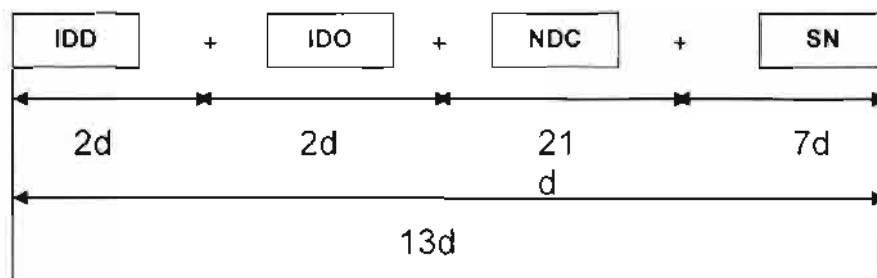 IDD + IDO + NDC + SN
2d 2d 21 7d
d
13d